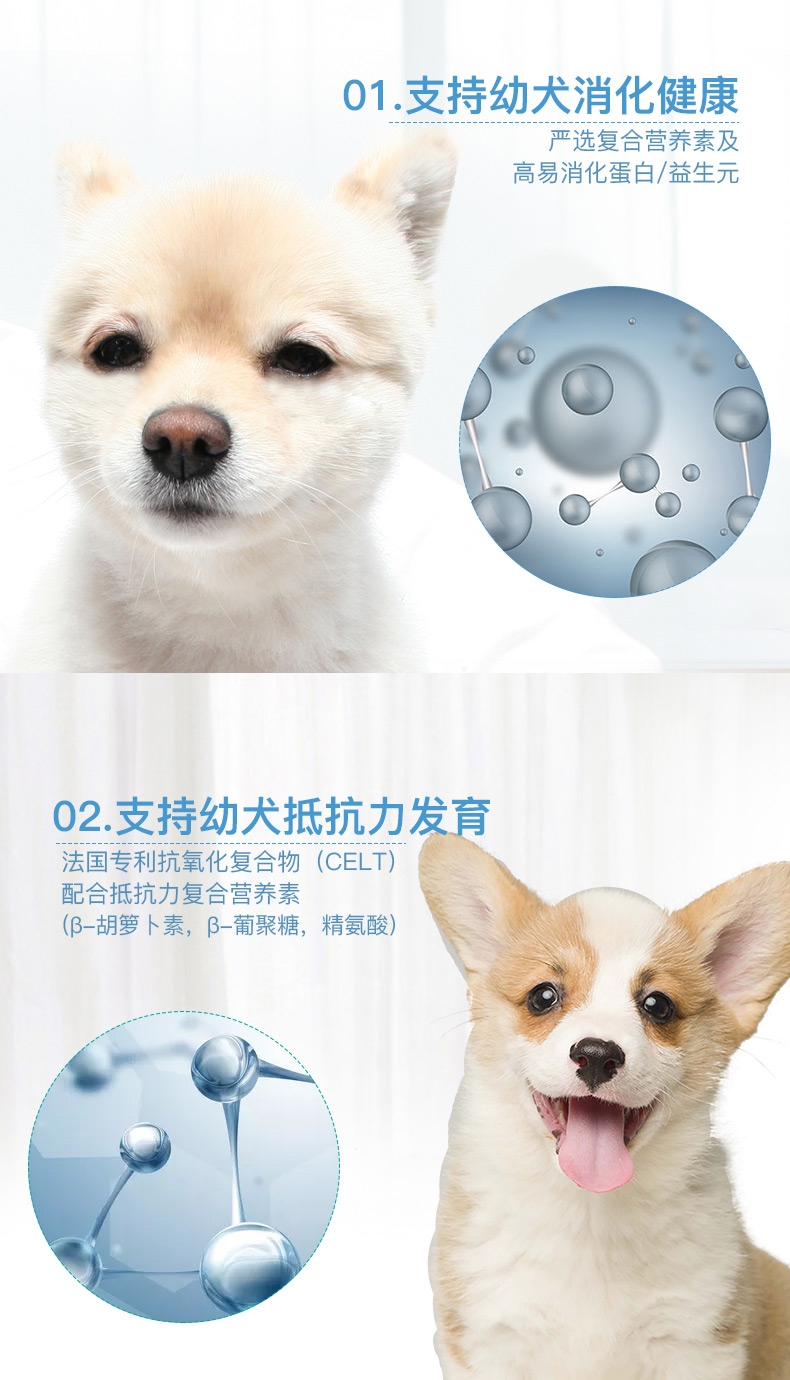 01.支持幼犬消化健康
严选复合营养素及
高易消化蛋白/益生元
02.支持幼犬抵抗力发育
法国专利抗氧化复合物（CELT）
配合抵抗力复合营养素
(β-胡箩卜素，β-葡聚糖，精氨酸)